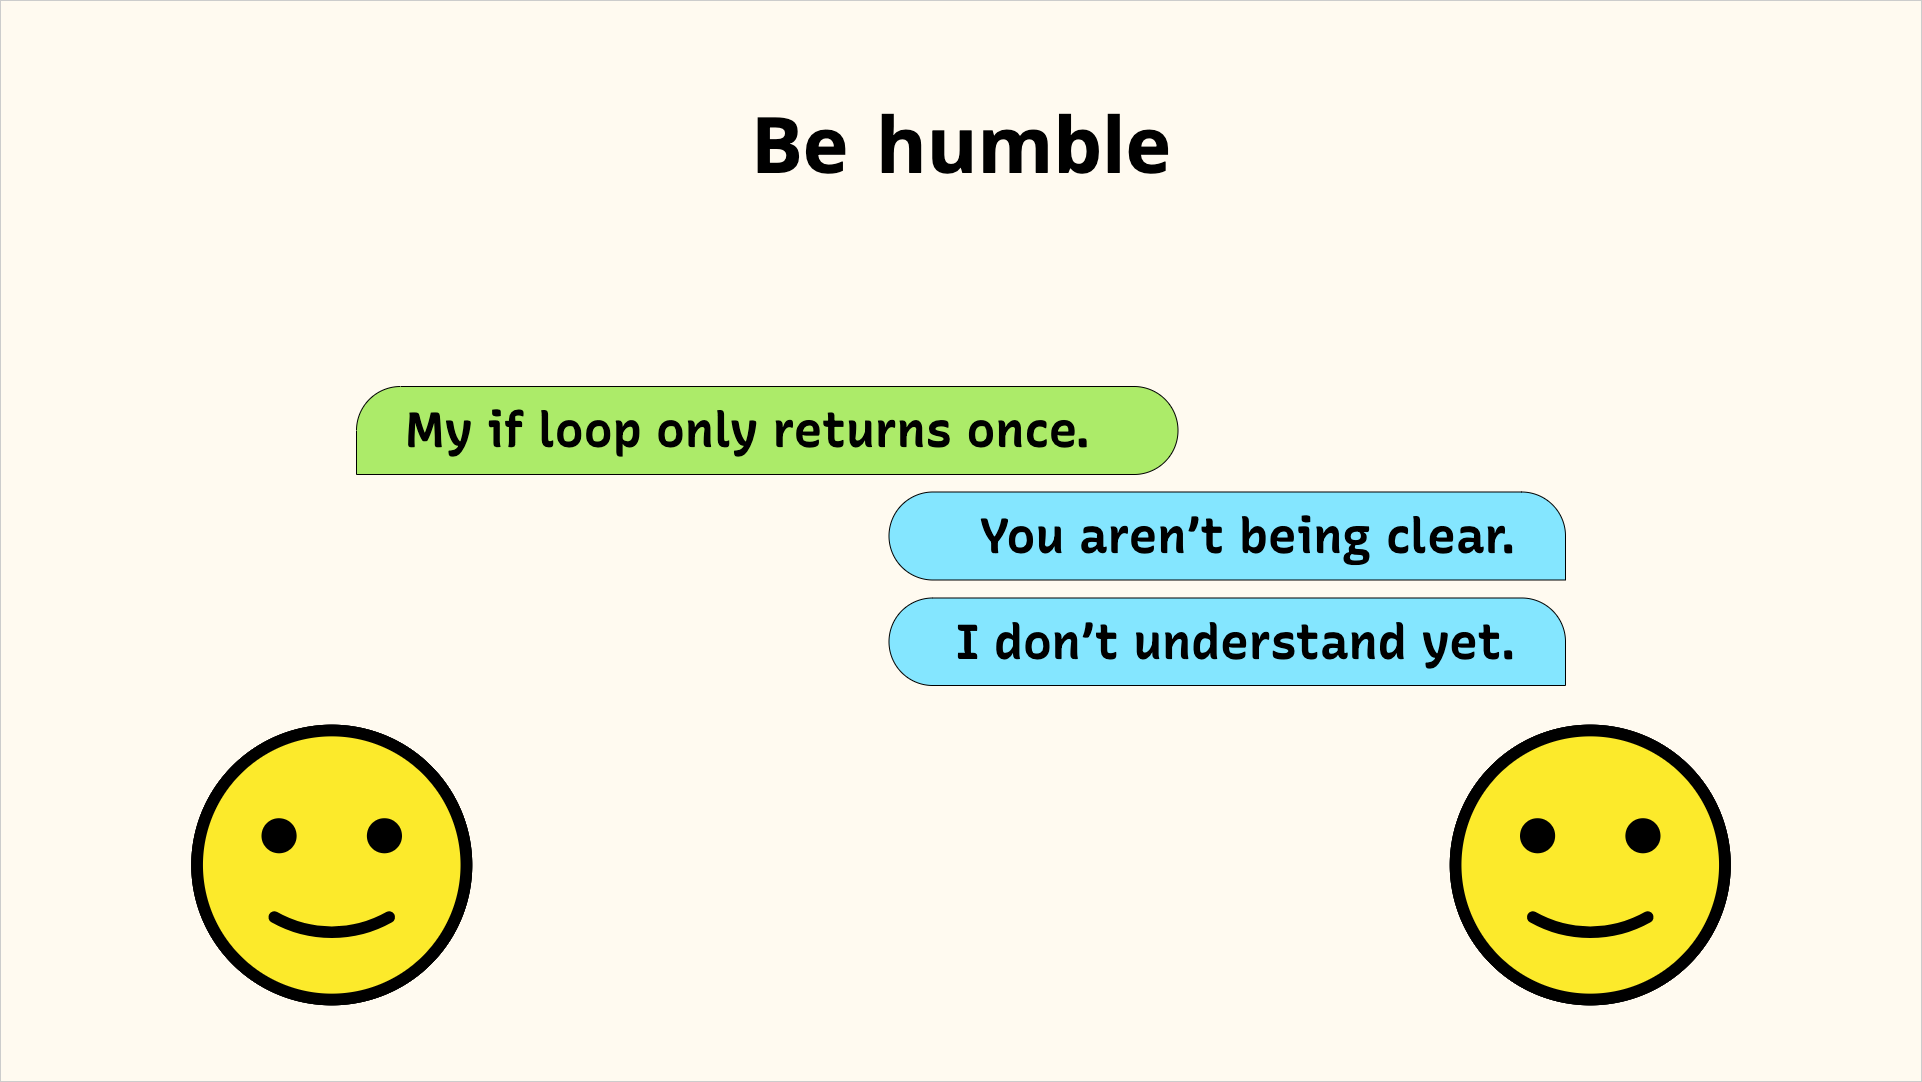 Be humble
My if loop only returns once.
You aren’t being clear.
I don’t understand yet.